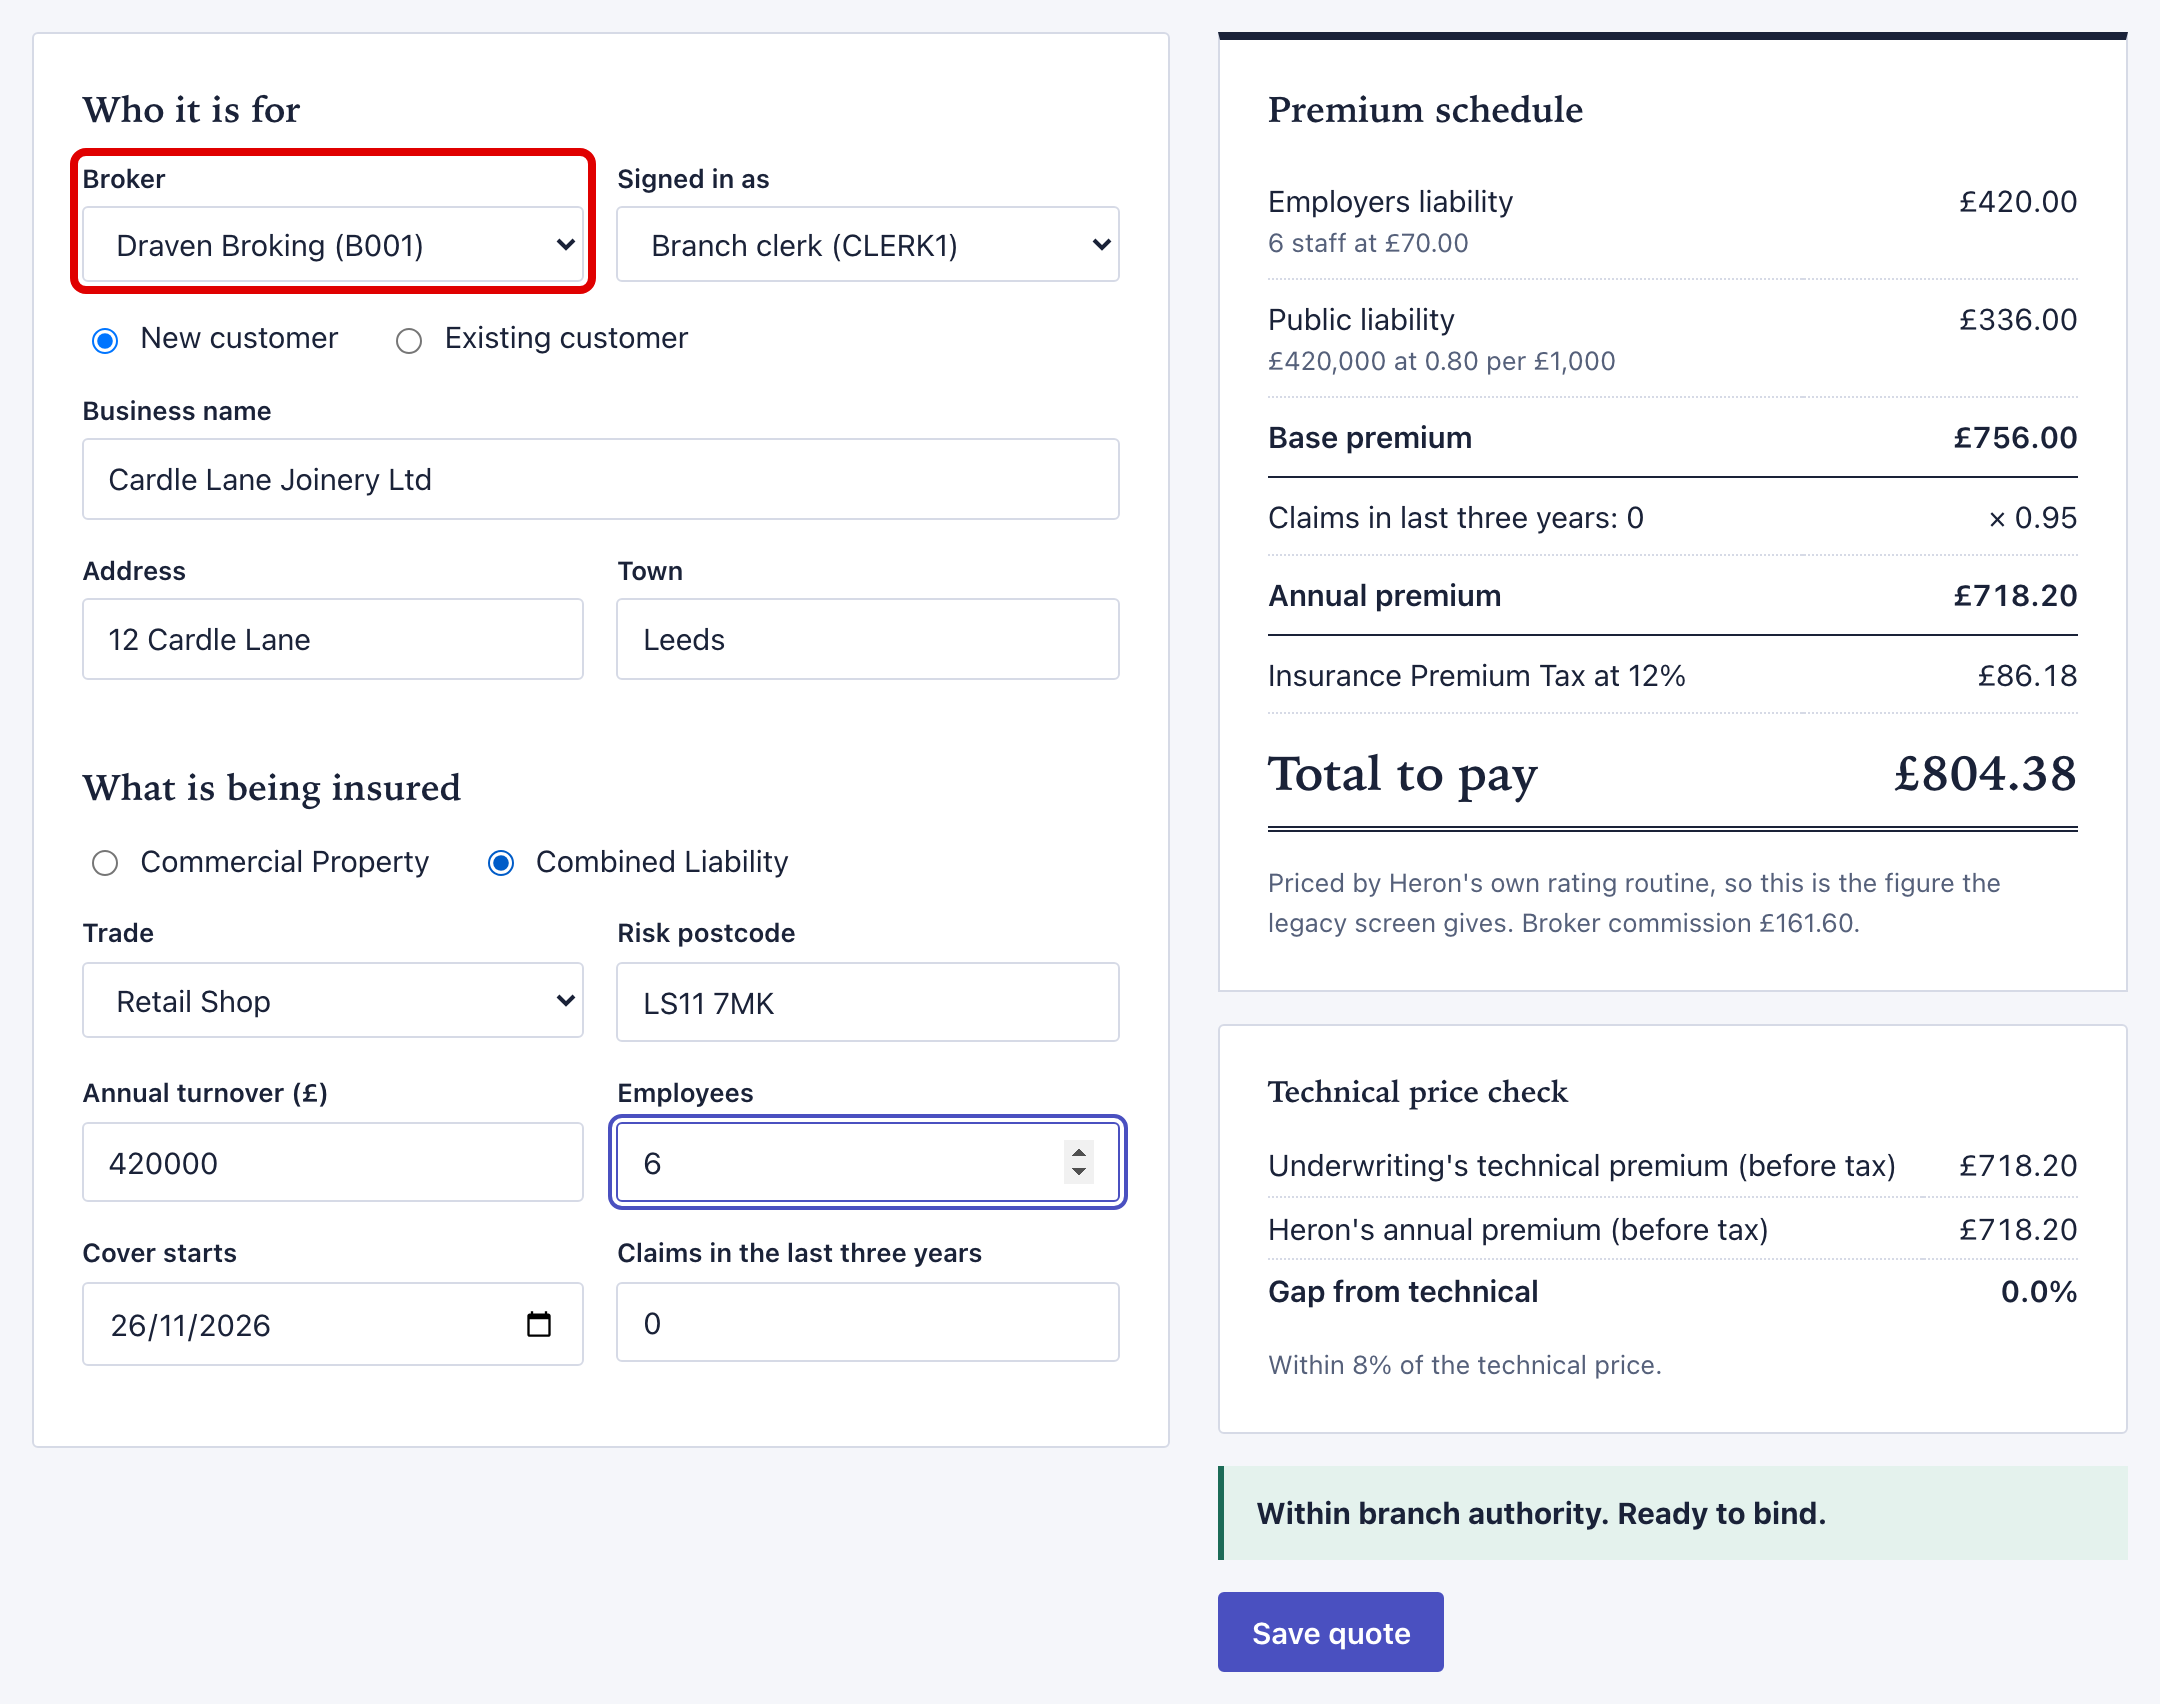 Who it is for
Broker
Signed in as
Draven Broking (B001)
Branch clerk (CLERK1)
New customer
Existing customer
Business name
Cardle Lane Joinery Ltd
Address
Town
12 Cardle Lane
Leeds
What is being insured
Commercial Property
Combined Liability
Trade
Risk postcode
Retail Shop
LS11 7MK
Annual turnover (£)
Employees
420000
6
Cover starts
Claims in the last three years
26/11/2026
0
Premium schedule
Employers liability £420.00
6 staff at £70.00
Public liability £336.00
£420,000 at 0.80 per £1,000
Base premium £756.00
Claims in last three years: 0 × 0.95
Annual premium £718.20
Insurance Premium Tax at 12% £86.18
Total to pay £804.38
Priced by Heron's own rating routine, so this is the figure the
legacy screen gives. Broker commission £161.60.
Technical price check
Underwriting's technical premium (before tax) £718.20
Heron's annual premium (before tax) £718.20
Gap from technical 0.0%
Within 8% of the technical price.
Within branch authority. Ready to bind.
Save quote